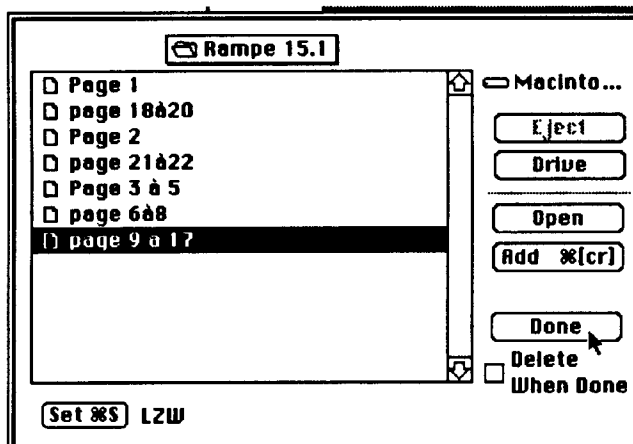 Rampe 15.1
Page 1
page 18à20
Page 2
page 21à22
Page 3 à 5
page 6à8
page 9 à 17
Macinto...
Eject
Drive
Open
Add ⌘[cr]
Done
Delete
When Done
Set ⌘S LZW